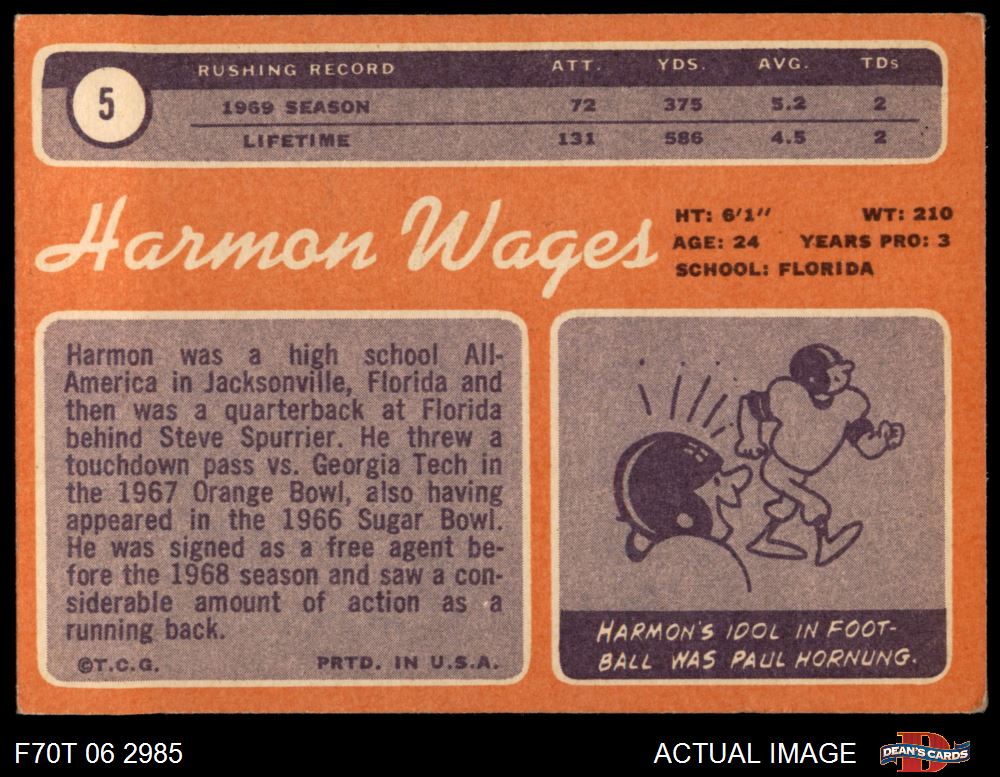 5
RUSHING RECORD ATT. YDS. AVG. TDs
1969 SEASON 72 375 5.2 2
LIFETIME 131 586 4.5 2
Harmon Wages
HT: 6'1" WT: 210
AGE: 24 YEARS PRO: 3
SCHOOL: FLORIDA
Harmon was a high school All-
America in Jacksonville, Florida and
then was a quarterback at Florida
behind Steve Spurrier. He threw a
touchdown pass vs. Georgia Tech in
the 1967 Orange Bowl, also having
appeared in the 1966 Sugar Bowl.
He was signed as a free agent be-
fore the 1968 season and saw a con-
siderable amount of action as a
running back.
©T.C.G. PRTD. IN U.S.A.
HARMON'S IDOL IN FOOT-
BALL WAS PAUL HORNUNG.
F70T 06 2985 ACTUAL IMAGE
D
DEAN'S CARDS